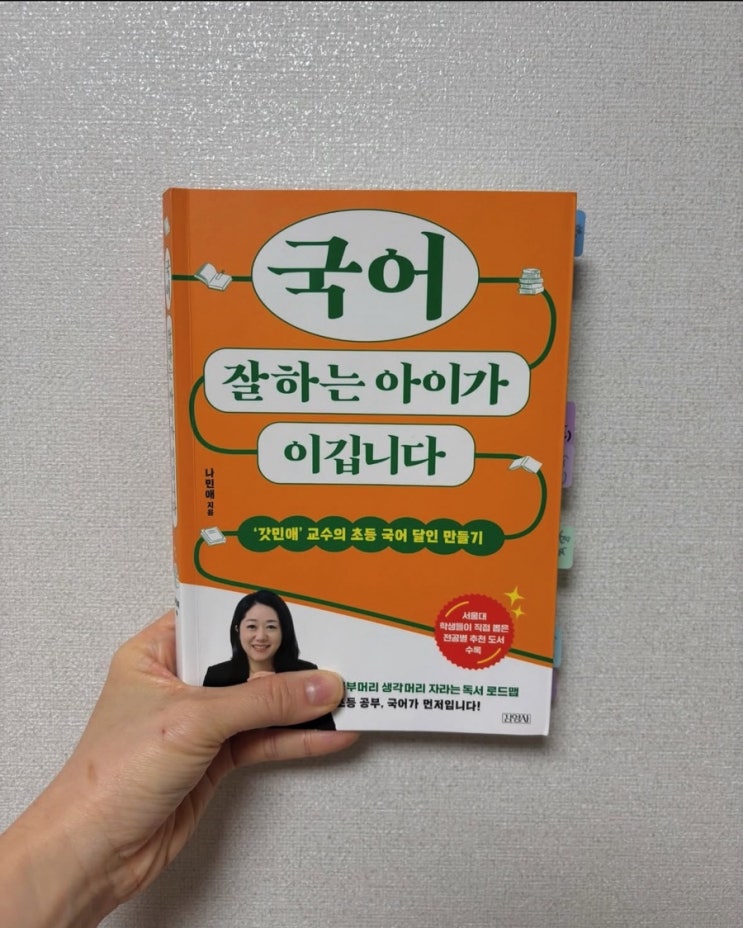 국어
잘하는 아이가
이깁니다
나민애 지음
'갓민애' 교수의 초등 국어 달인 만들기
서울대
학생들이 직접 뽑은
전공별 추천 도서
수록
생각머리 자라는 독서 로드맵
공부, 국어가 먼저입니다!
김영사